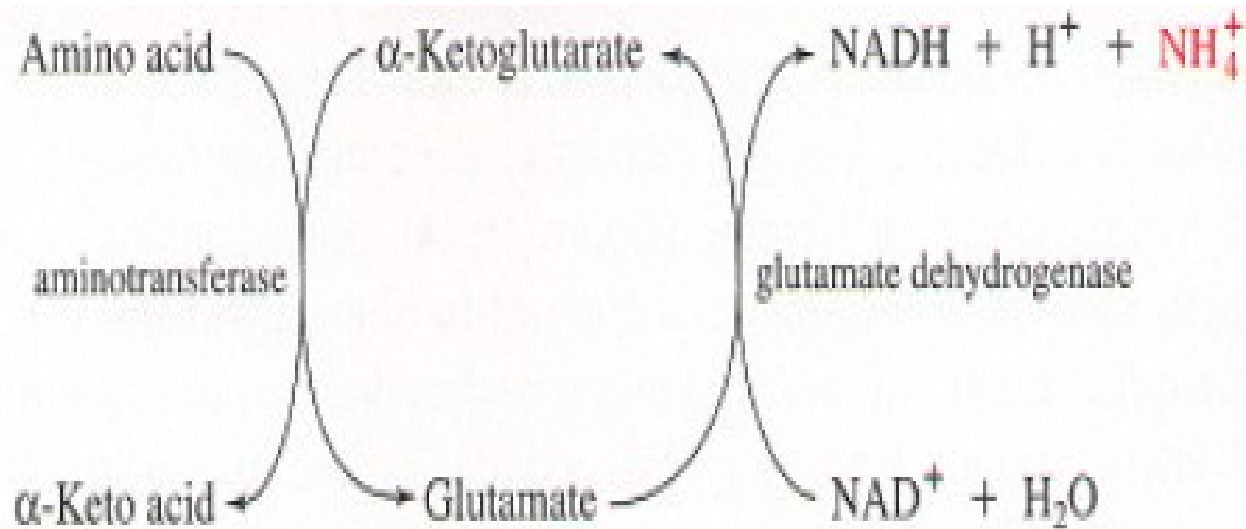 Amino acid α-Ketoglutarate NADH + H⁺ + NH₄⁺
aminotransferase glutamate dehydrogenase
α-Keto acid Glutamate NAD⁺ + H₂O